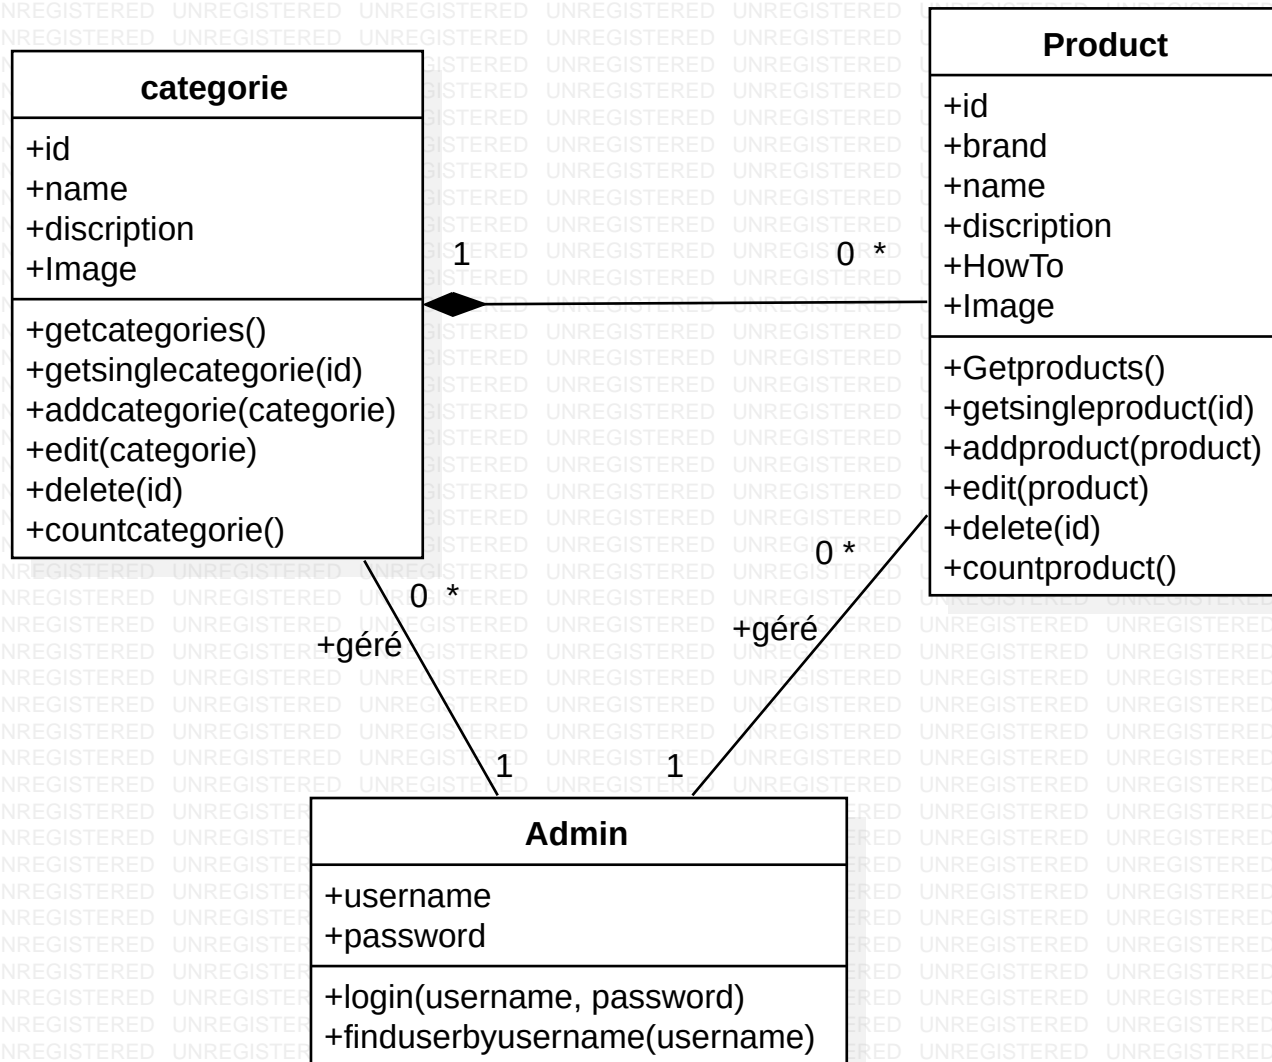 categorie
+id
+name
+discription
+Image
+getcategories()
+getsinglecategorie(id)
+addcategorie(categorie)
+edit(categorie)
+delete(id)
+countcategorie()
1
0 *
Product
+id
+brand
+name
+discription
+HowTo
+Image
+Getproducts()
+getsingleproduct(id)
+addproduct(product)
+edit(product)
+delete(id)
+countproduct()
0 *
+géré
1
0 *
+géré
1
Admin
+username
+password
+login(username, password)
+finduserbyusername(username)
UNREGISTERED